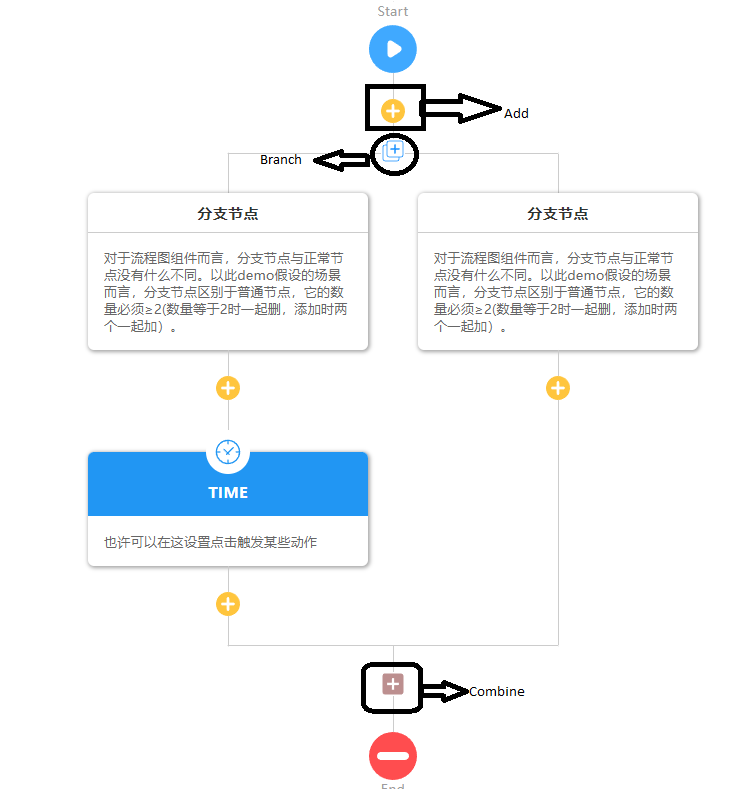 Start
Add
Branch
分支节点
对于流程图组件而言，分支节点与正常节
点没有什么不同。以此demo假设的场景
而言，分支节点区别于普通节点，它的数
量必须≥2(数量等于2时一起删，添加时两
个一起加）。
分支节点
对于流程图组件而言，分支节点与正常节
点没有什么不同。以此demo假设的场景
而言，分支节点区别于普通节点，它的数
量必须≥2(数量等于2时一起删，添加时两
个一起加）。
TIME
也许可以在这设置点击触发某些动作
Combine
End